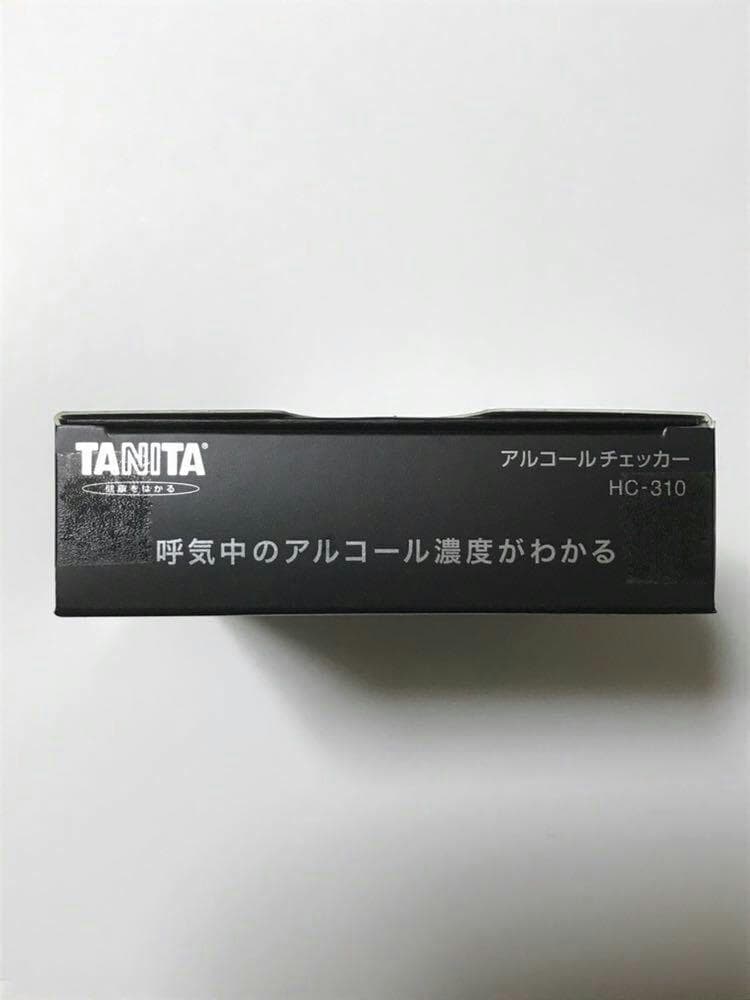 TANITA®
健康をはかる
アルコールチェッカー
HC-310
呼気中のアルコール濃度がわかる